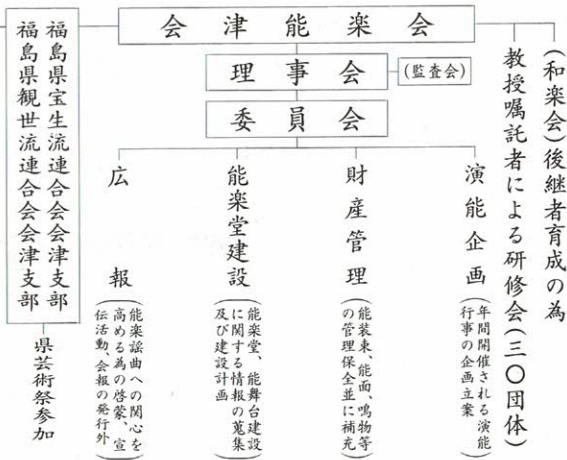 会津能楽会
理事会
(監査会)
委員会
(和楽会)後継者育成の為
教授嘱託者による研修会(三〇団体)
演能企画
(年間開催される演能
行事の企画立案)
財産管理
(能装束、能面、鳴物等
の管理保全並に補充)
能楽堂建設
(能楽堂、能舞台建設
に関する情報の蒐集
及び建設計画)
広報
(能楽謡曲への関心を
高める為の啓蒙、宣
伝活動、会報の発行外)
福島県宝生流連合会会津支部
福島県観世流連合会会津支部
県芸術祭参加